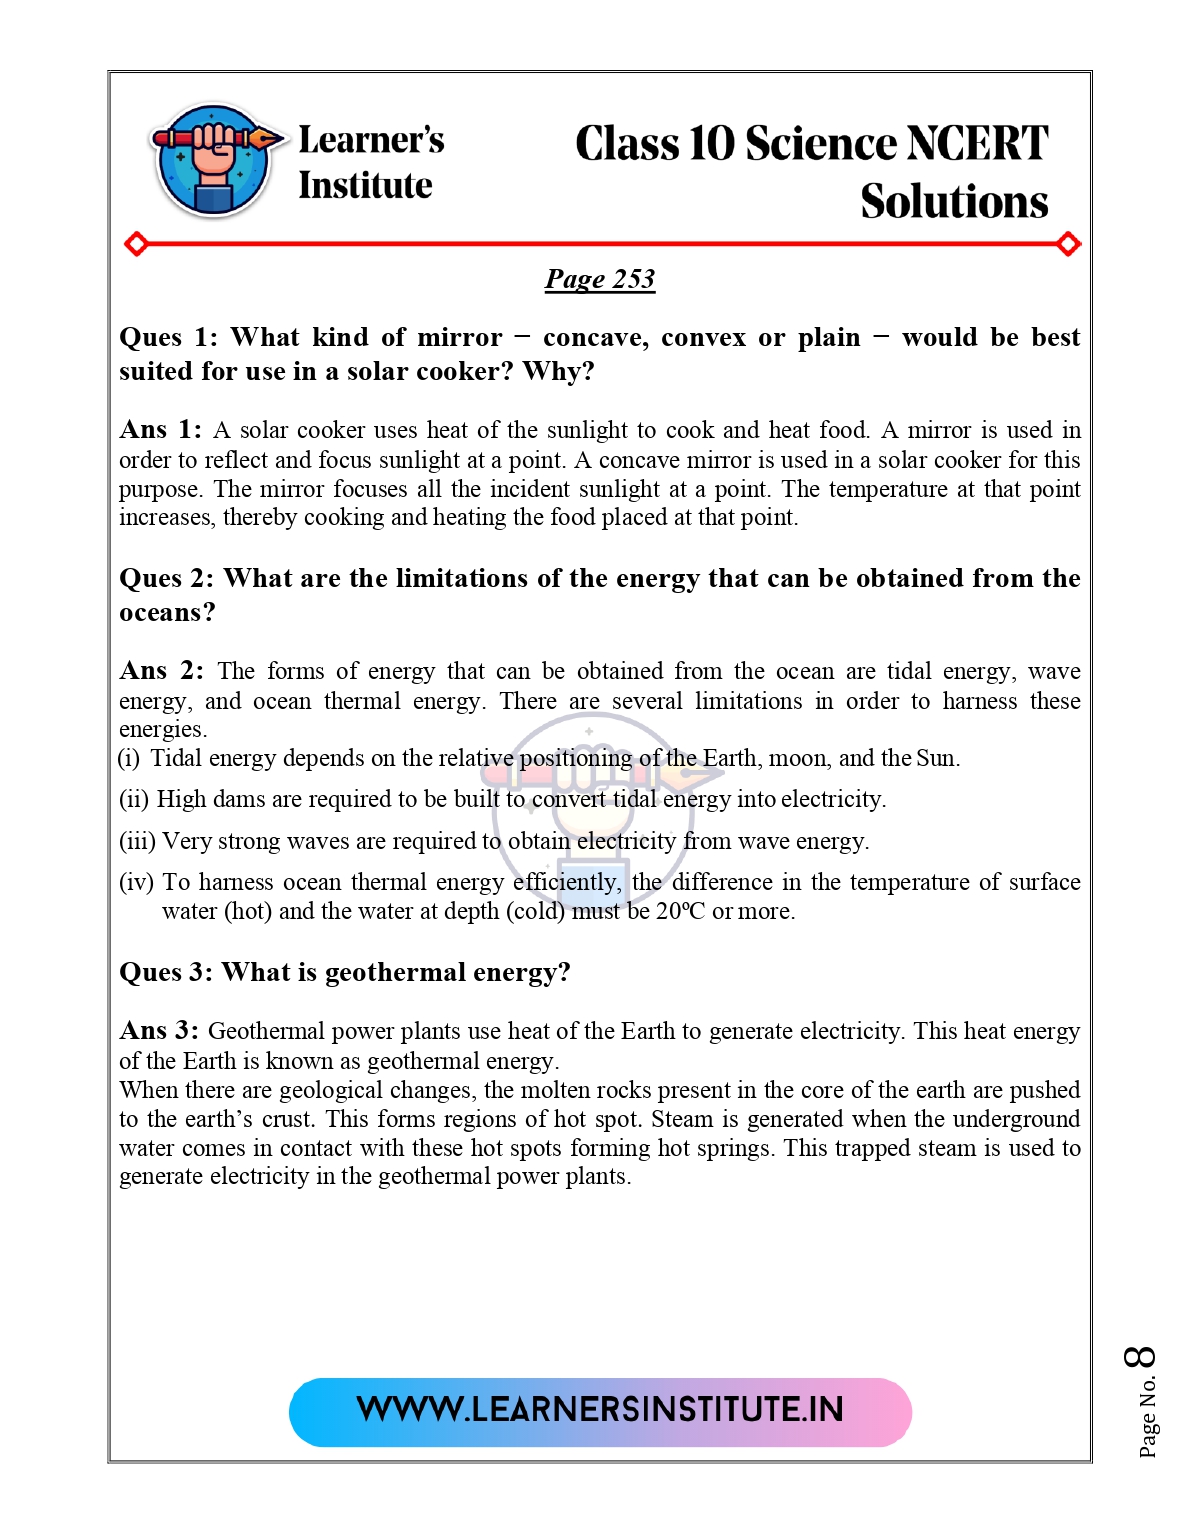 Learner's
Institute
Class 10 Science NCERT
Solutions
Page 253
Ques 1: What kind of mirror − concave, convex or plain − would be best
suited for use in a solar cooker? Why?
Ans 1: A solar cooker uses heat of the sunlight to cook and heat food. A mirror is used in
order to reflect and focus sunlight at a point. A concave mirror is used in a solar cooker for this
purpose. The mirror focuses all the incident sunlight at a point. The temperature at that point
increases, thereby cooking and heating the food placed at that point.
Ques 2: What are the limitations of the energy that can be obtained from the
oceans?
Ans 2: The forms of energy that can be obtained from the ocean are tidal energy, wave
energy, and ocean thermal energy. There are several limitations in order to harness these
energies.
(i) Tidal energy depends on the relative positioning of the Earth, moon, and the Sun.
(ii) High dams are required to be built to convert tidal energy into electricity.
(iii) Very strong waves are required to obtain electricity from wave energy.
(iv) To harness ocean thermal energy efficiently, the difference in the temperature of surface
water (hot) and the water at depth (cold) must be 20ºC or more.
Ques 3: What is geothermal energy?
Ans 3: Geothermal power plants use heat of the Earth to generate electricity. This heat energy
of the Earth is known as geothermal energy.
When there are geological changes, the molten rocks present in the core of the earth are pushed
to the earth’s crust. This forms regions of hot spot. Steam is generated when the underground
water comes in contact with these hot spots forming hot springs. This trapped steam is used to
generate electricity in the geothermal power plants.
WWW.LEARNERSINSTITUTE.IN
Page No. 8